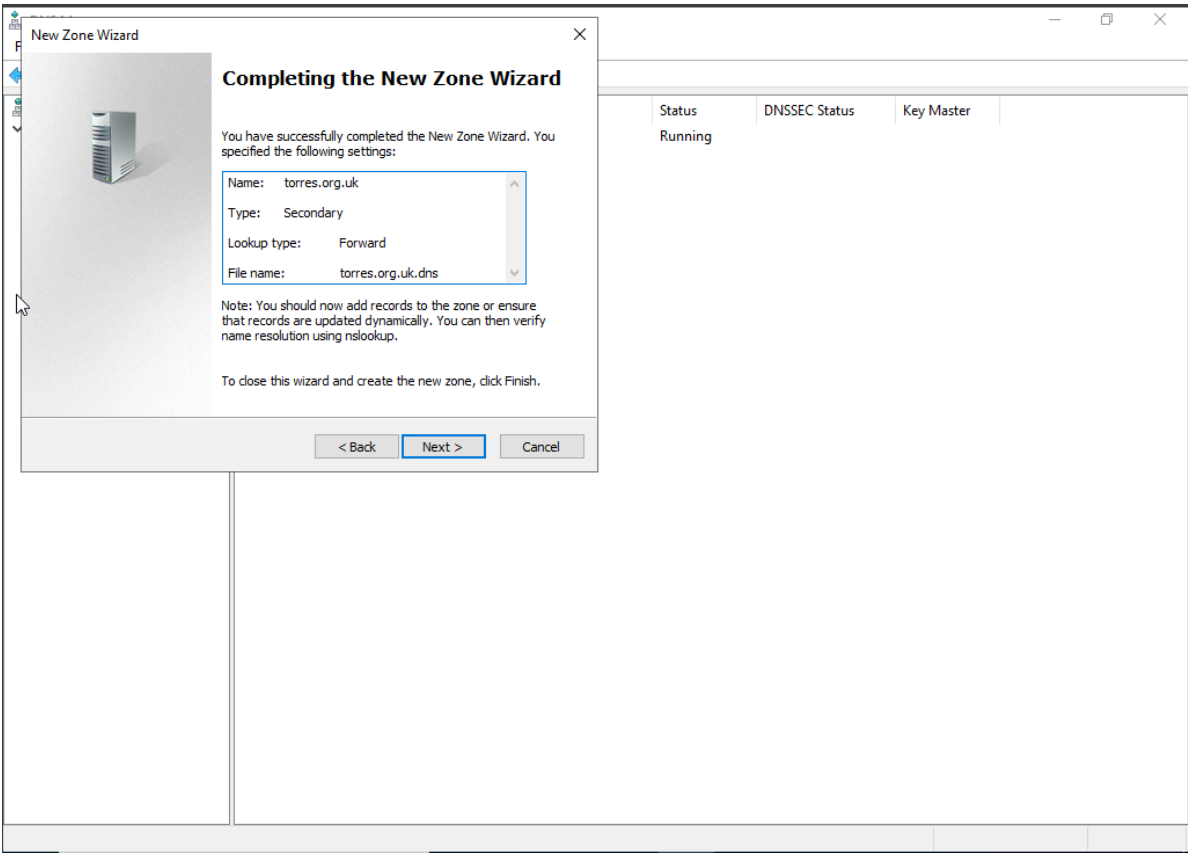 New Zone Wizard
Completing the New Zone Wizard
You have successfully completed the New Zone Wizard. You
specified the following settings:
Name: torres.org.uk
Type: Secondary
Lookup type: Forward
File name: torres.org.uk.dns
Note: You should now add records to the zone or ensure
that records are updated dynamically. You can then verify
name resolution using nslookup.
To close this wizard and create the new zone, click Finish.
< Back Next > Cancel
Status DNSSEC Status Key Master
Running